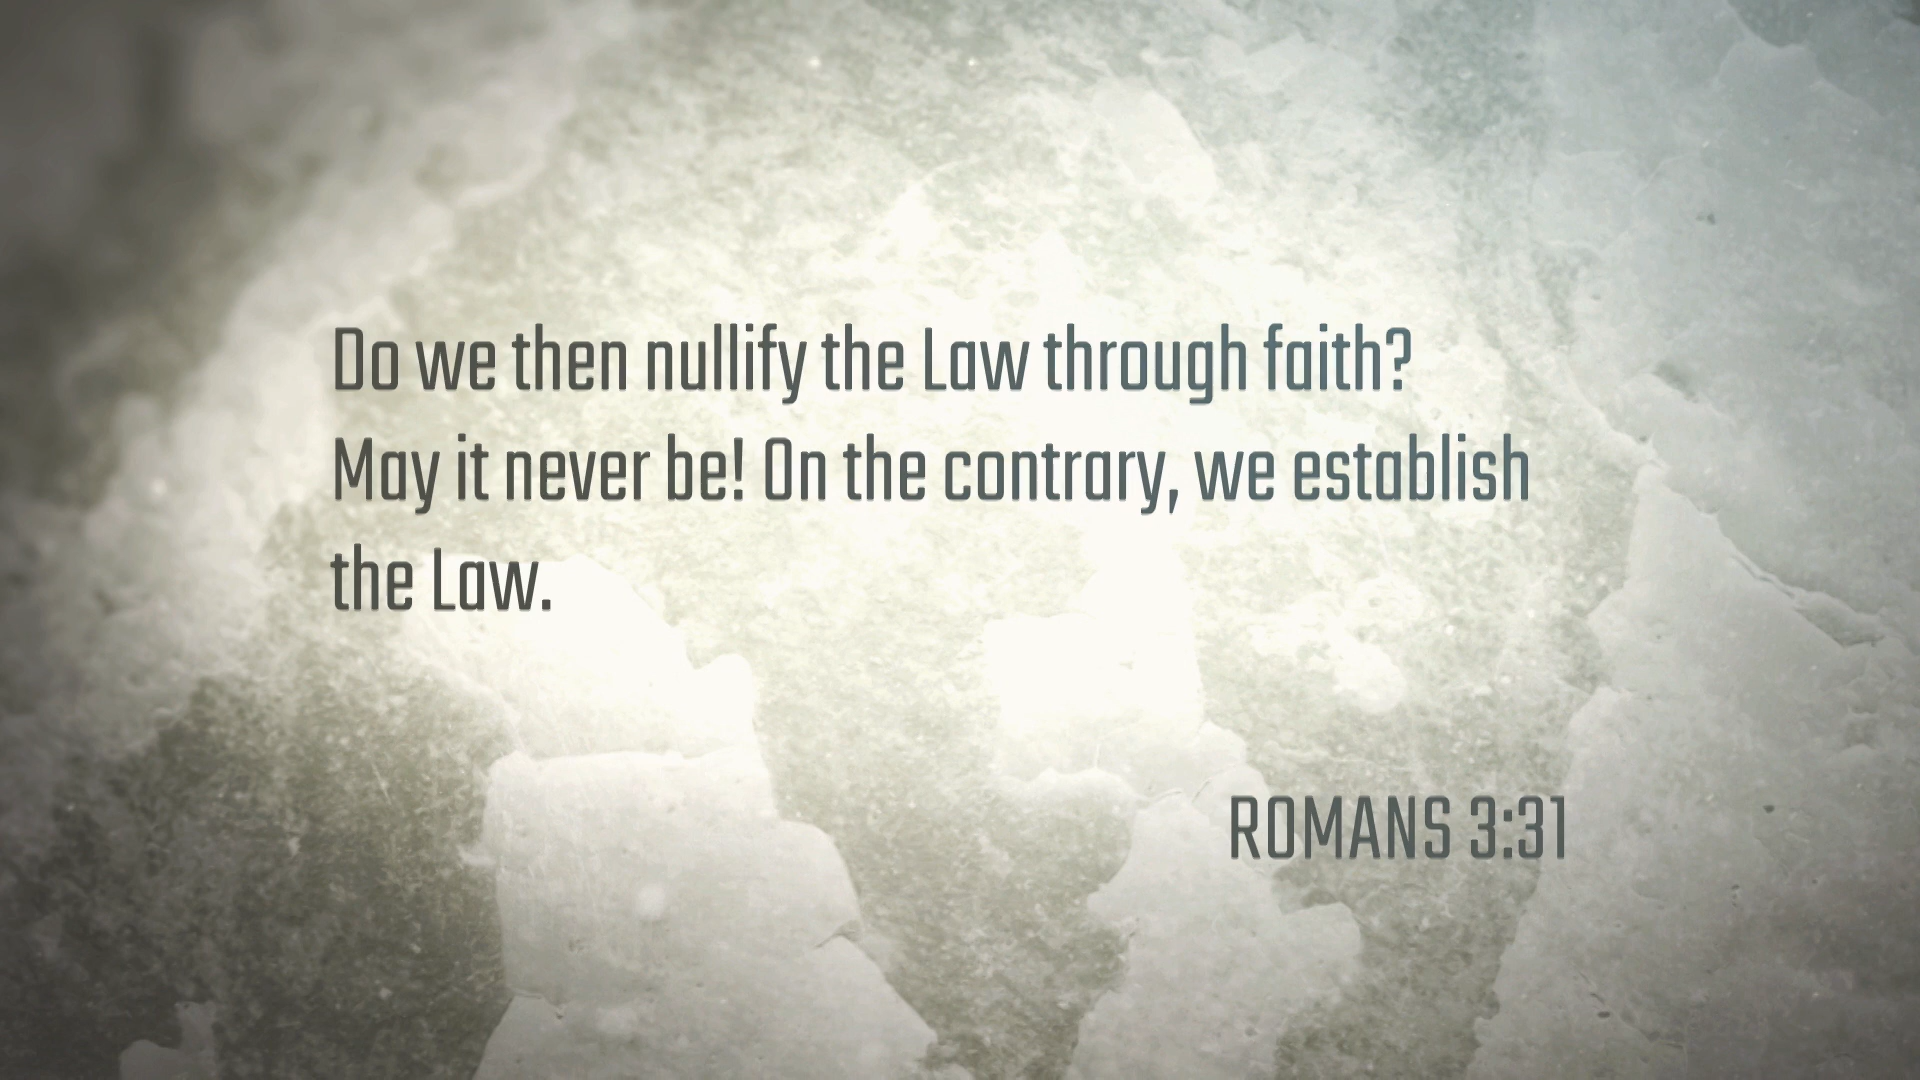 Do we then nullify the Law through faith?
May it never be! On the contrary, we establish
the Law.
ROMANS 3:31